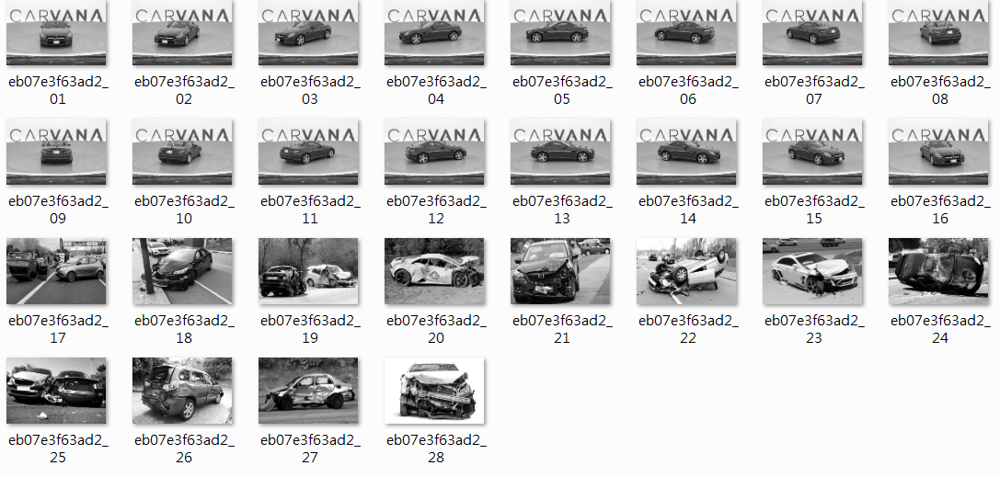 CARVANA CARVANA CARVANA CARVANA CARVANA CARVANA CARVANA CARVANA
eb07e3f63ad2_ eb07e3f63ad2_ eb07e3f63ad2_ eb07e3f63ad2_ eb07e3f63ad2_ eb07e3f63ad2_ eb07e3f63ad2_ eb07e3f63ad2_
01 02 03 04 05 06 07 08
CARVANA CARVANA CARVANA CARVANA CARVANA CARVANA CARVANA CARVANA
eb07e3f63ad2_ eb07e3f63ad2_ eb07e3f63ad2_ eb07e3f63ad2_ eb07e3f63ad2_ eb07e3f63ad2_ eb07e3f63ad2_ eb07e3f63ad2_
09 10 11 12 13 14 15 16
eb07e3f63ad2_ eb07e3f63ad2_ eb07e3f63ad2_ eb07e3f63ad2_ eb07e3f63ad2_ eb07e3f63ad2_ eb07e3f63ad2_ eb07e3f63ad2_
17 18 19 20 21 22 23 24
eb07e3f63ad2_ eb07e3f63ad2_ eb07e3f63ad2_ eb07e3f63ad2_
25 26 27 28